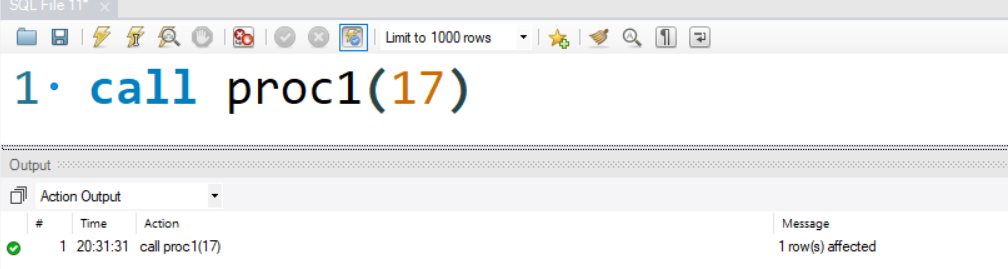 SQL File 11* ×
Limit to 1000 rows
1 call proc1(17)
Output
Action Output
# Time Action Message
1 20:31:31 call proc1(17) 1 row(s) affected